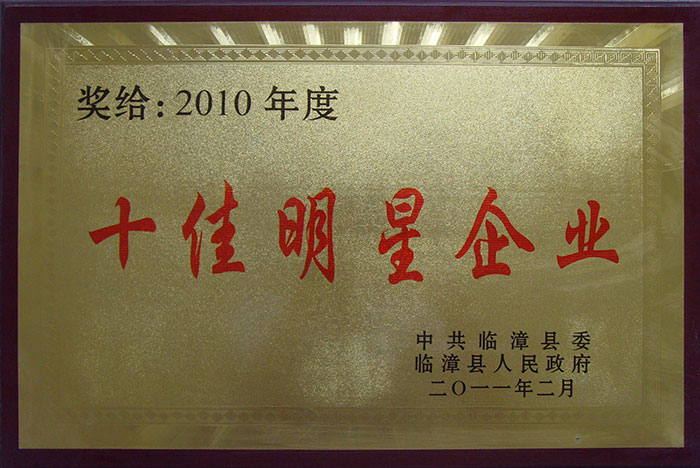 奖给：2010 年度
十佳明星企业
中共临漳县委
临漳县人民政府
二〇一一年二月